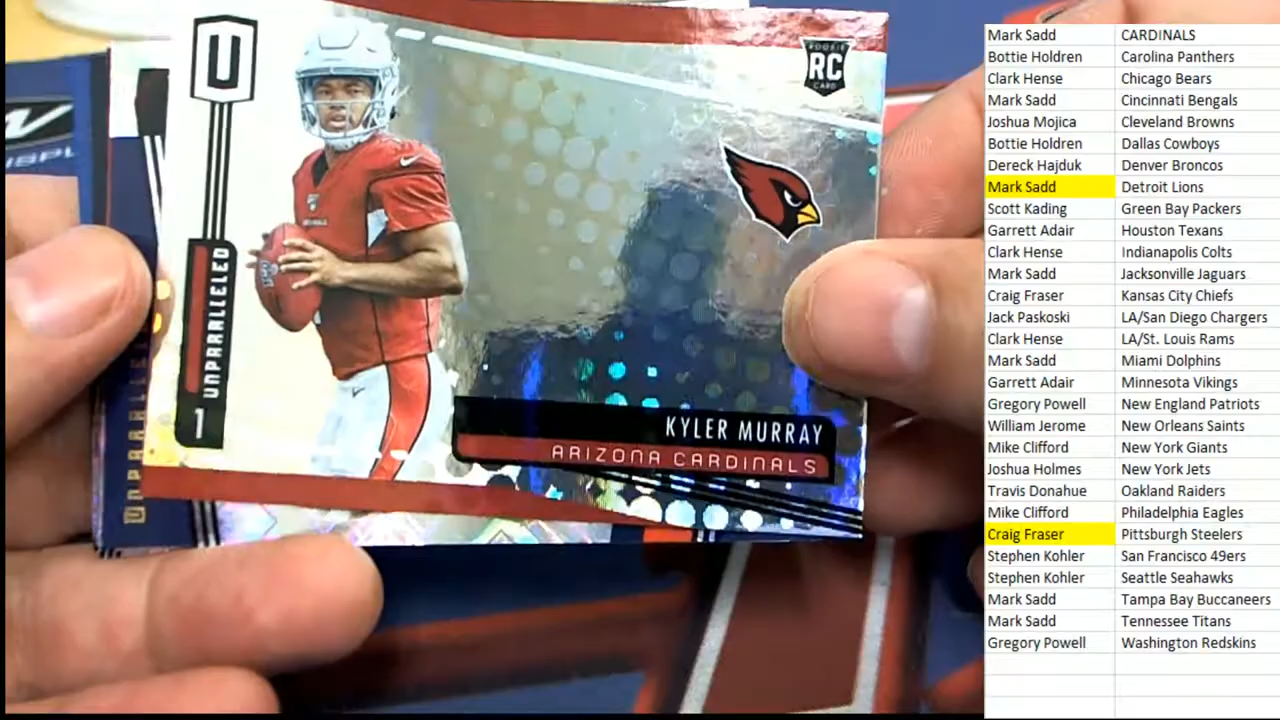 U
ROOKIE
RC
CARD
UNPARALLELED
1
KYLER MURRAY
ARIZONA CARDINALS
Mark Sadd CARDINALS
Bottie Holdren Carolina Panthers
Clark Hense Chicago Bears
Mark Sadd Cincinnati Bengals
Joshua Mojica Cleveland Browns
Bottie Holdren Dallas Cowboys
Dereck Hajduk Denver Broncos
Mark Sadd Detroit Lions
Scott Kading Green Bay Packers
Garrett Adair Houston Texans
Clark Hense Indianapolis Colts
Mark Sadd Jacksonville Jaguars
Craig Fraser Kansas City Chiefs
Jack Paskoski LA/San Diego Chargers
Clark Hense LA/St. Louis Rams
Mark Sadd Miami Dolphins
Garrett Adair Minnesota Vikings
Gregory Powell New England Patriots
William Jerome New Orleans Saints
Mike Clifford New York Giants
Joshua Holmes New York Jets
Travis Donahue Oakland Raiders
Mike Clifford Philadelphia Eagles
Craig Fraser Pittsburgh Steelers
Stephen Kohler San Francisco 49ers
Stephen Kohler Seattle Seahawks
Mark Sadd Tampa Bay Buccaneers
Mark Sadd Tennessee Titans
Gregory Powell Washington Redskins